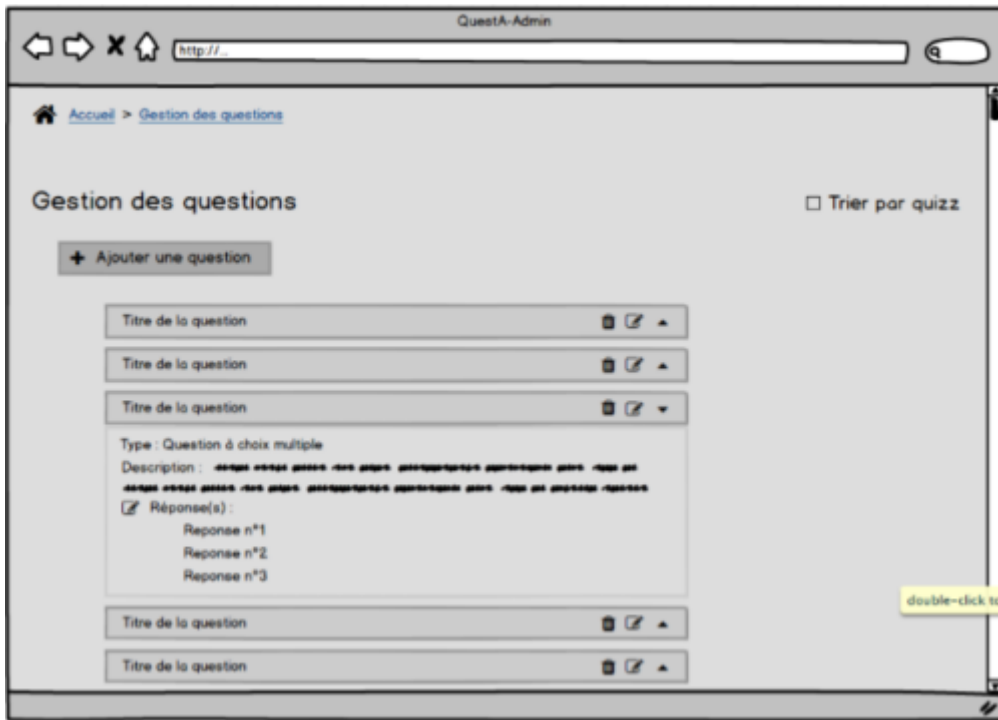 QuestA-Admin
http://..
Accueil > Gestion des questions
Gestion des questions
Trier par quizz
+ Ajouter une question
Titre de la question
Titre de la question
Titre de la question
Type : Question à choix multiple
Description :
Réponse(s) :
Reponse n°1
Reponse n°2
Reponse n°3
double-click to
Titre de la question
Titre de la question